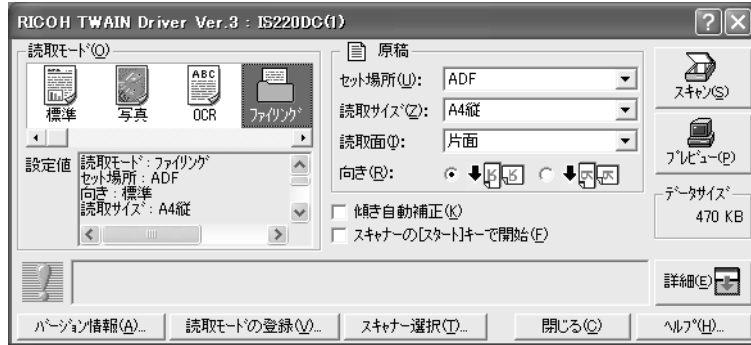 RICOH TWAIN Driver Ver.3 : IS220DC(1)
読取モード(O)
標準
写真
ABC
OCR
ファイリング
設定値
読取モード : ファイリング
セット場所 : ADF
向き : 標準
読取サイズ : A4縦
原稿
セット場所(U): ADF
読取サイズ(Z): A4縦
読取面(I): 片面
向き(R):
傾き自動補正(K)
スキャナーの[スタート]キーで開始(F)
スキャン(S)
プレビュー(P)
データサイズ
470 KB
詳細(E)
バージョン情報(A)...
読取モードの登録(V)...
スキャナー選択(T)...
閉じる(C)
ヘルプ(H)...